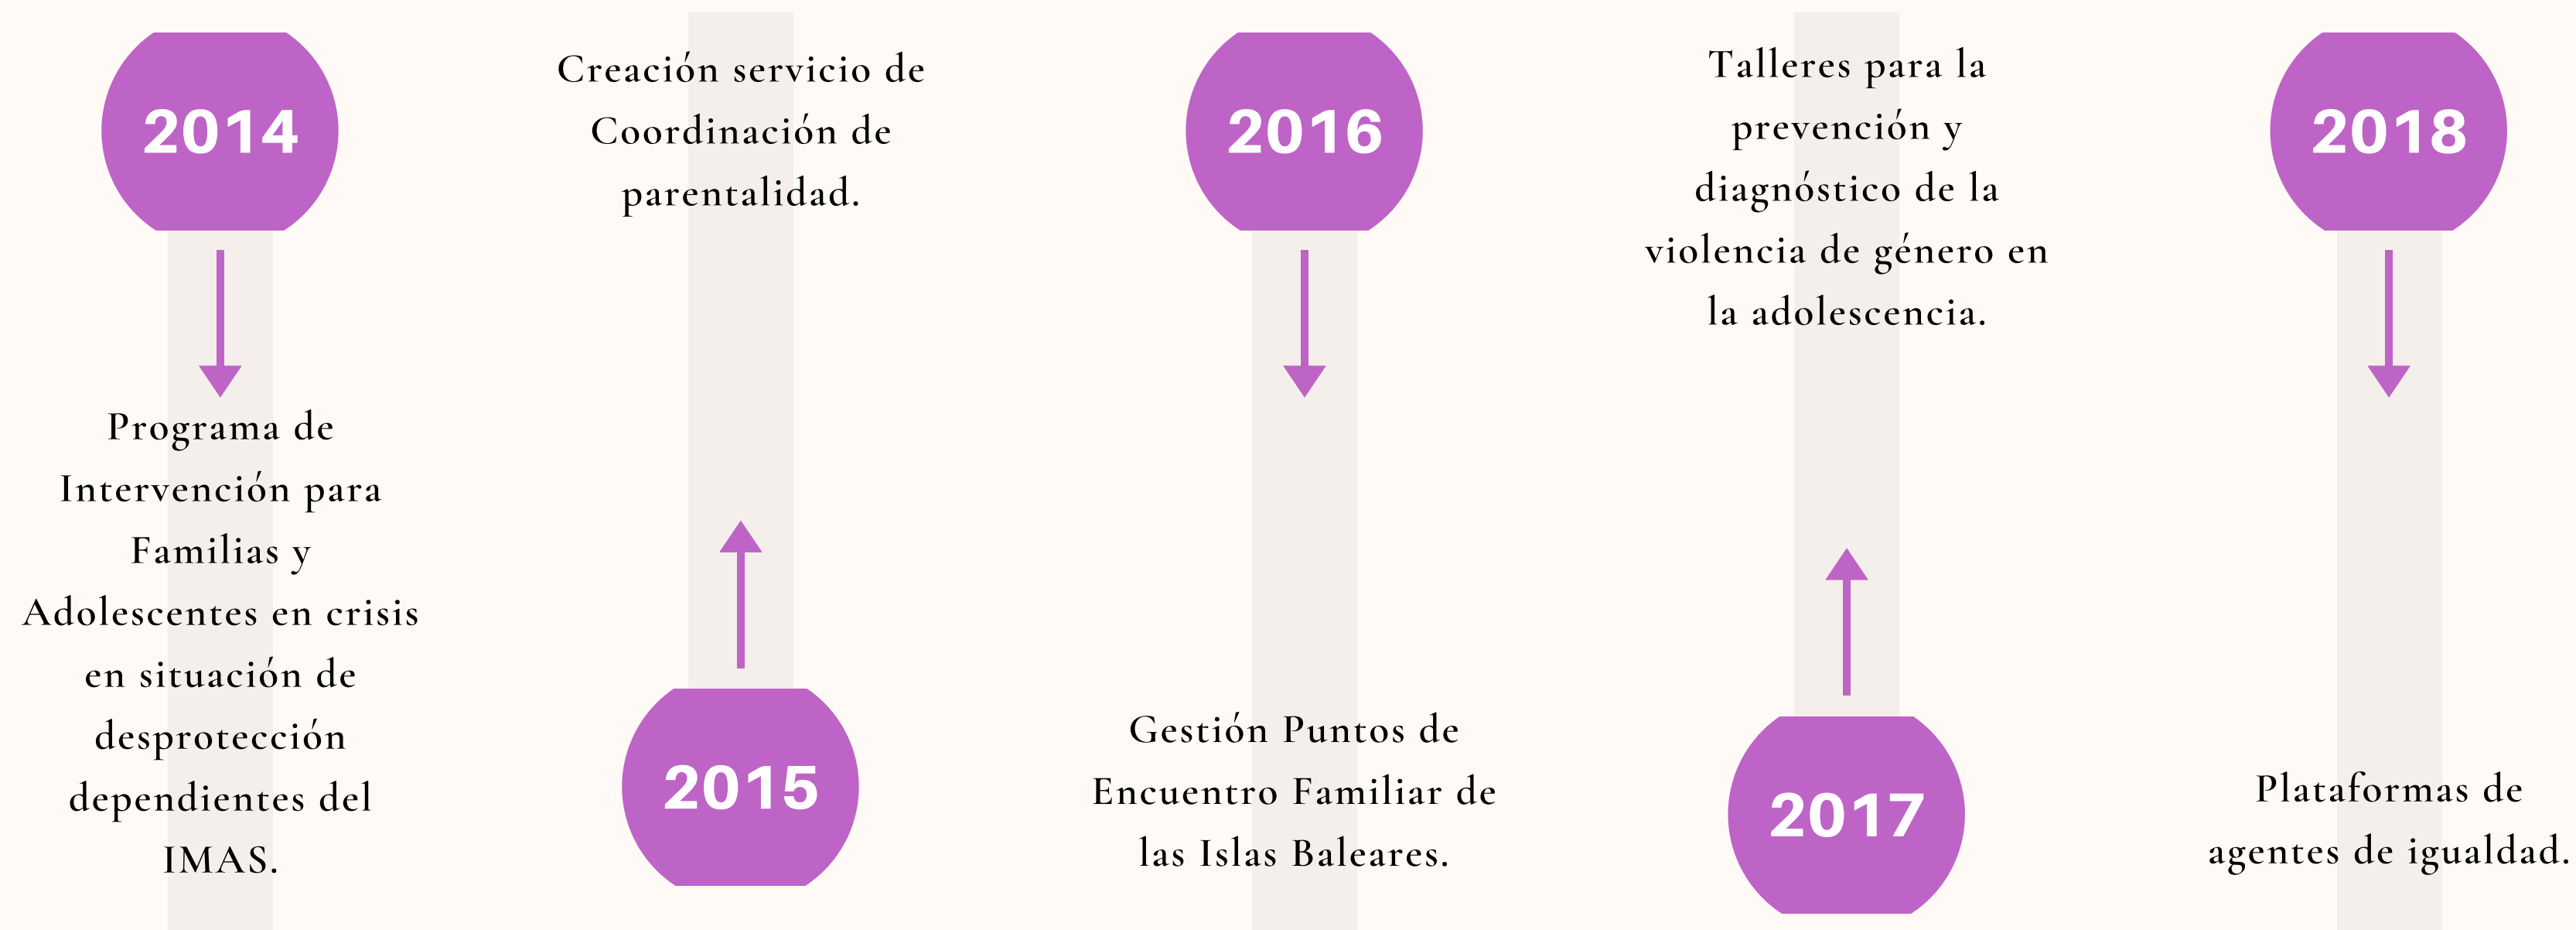 2014
Programa de
Intervención para
Familias y
Adolescentes en crisis
en situación de
desprotección
dependientes del
IMAS.
Creación servicio de
Coordinación de
parentalidad.
2015
2016
Gestión Puntos de
Encuentro Familiar de
las Islas Baleares.
Talleres para la
prevención y
diagnóstico de la
violencia de género en
la adolescencia.
2017
2018
Plataformas de
agentes de igualdad.